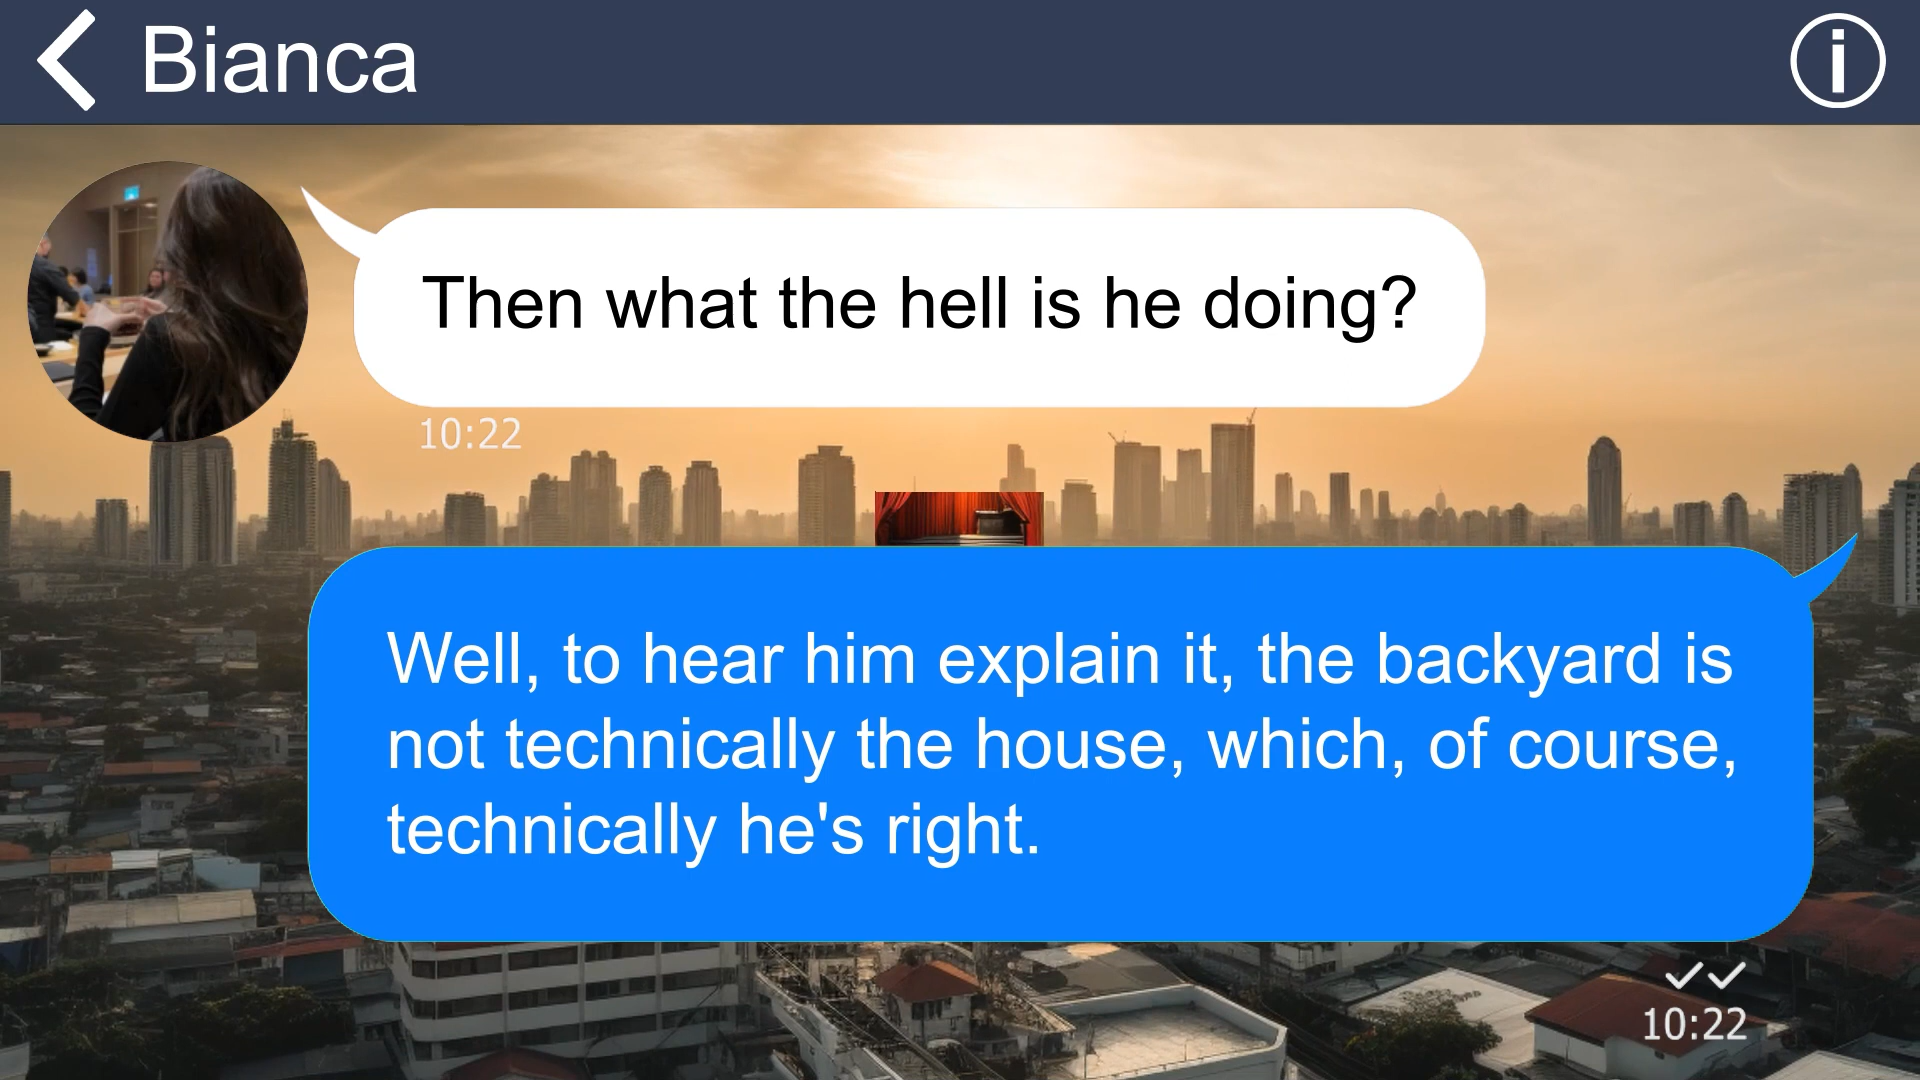 Bianca
Then what the hell is he doing?
10:22
Well, to hear him explain it, the backyard is
not technically the house, which, of course,
technically he's right.
10:22